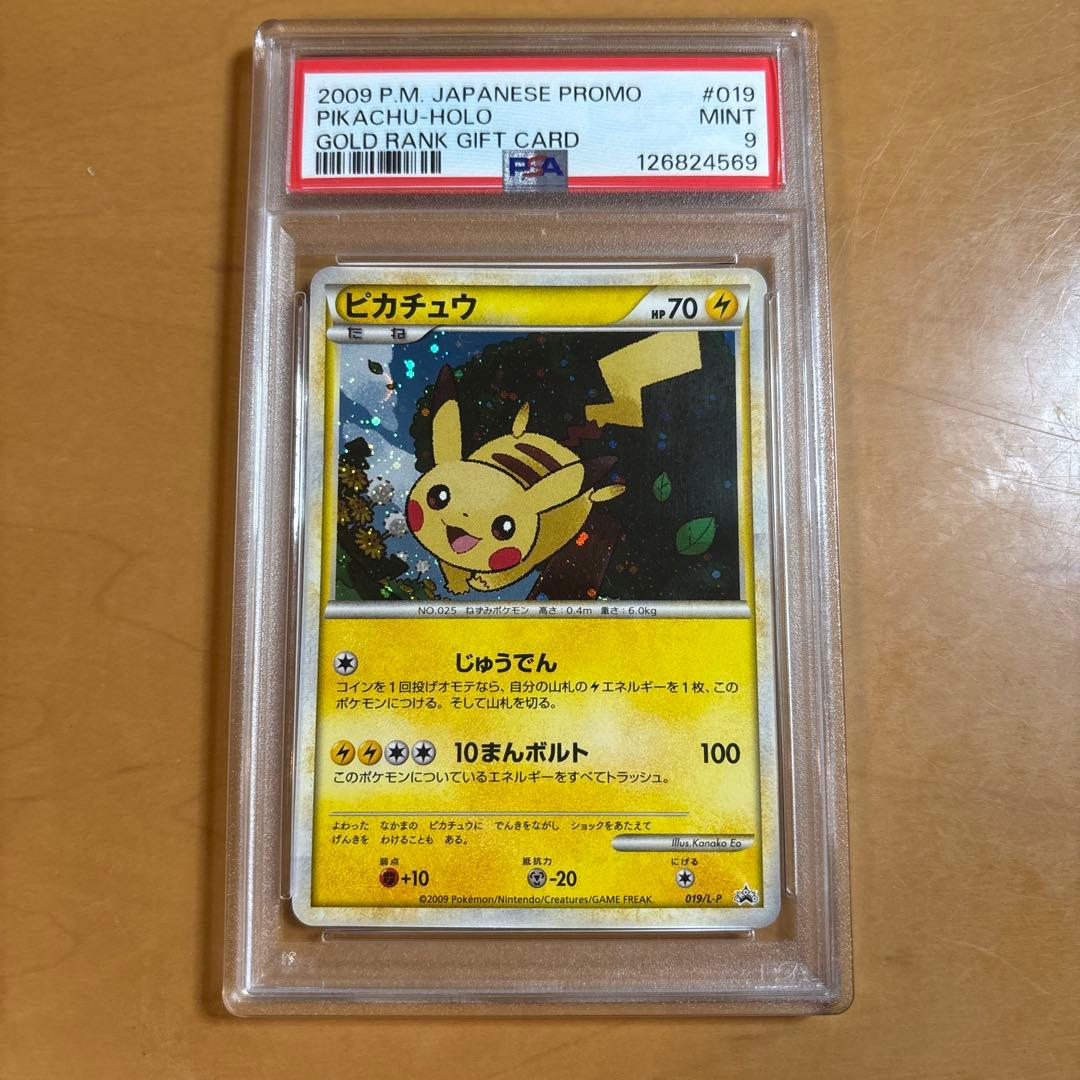 2009 P.M. JAPANESE PROMO #019
PIKACHU-HOLO MINT
GOLD RANK GIFT CARD 9
PSA 126824569
ピカチュウ HP70
たね
NO.025 ねずみポケモン 高さ:0.4m 重さ:6.0kg
じゅうでん
コインを1回投げオモテなら、自分の山札のエネルギーを1枚、この
ポケモンにつける。そして山札を切る。
10まんボルト 100
このポケモンについているエネルギーをすべてトラッシュ。
よわった なかまの ピカチュウに でんきをながし ショックをあたえて
げんきを わけることも ある。
Illus.Kanako Eo
弱点 抵抗力 にげる
+10 -20
©2009 Pokémon/Nintendo/Creatures/GAME FREAK. 019/L-P